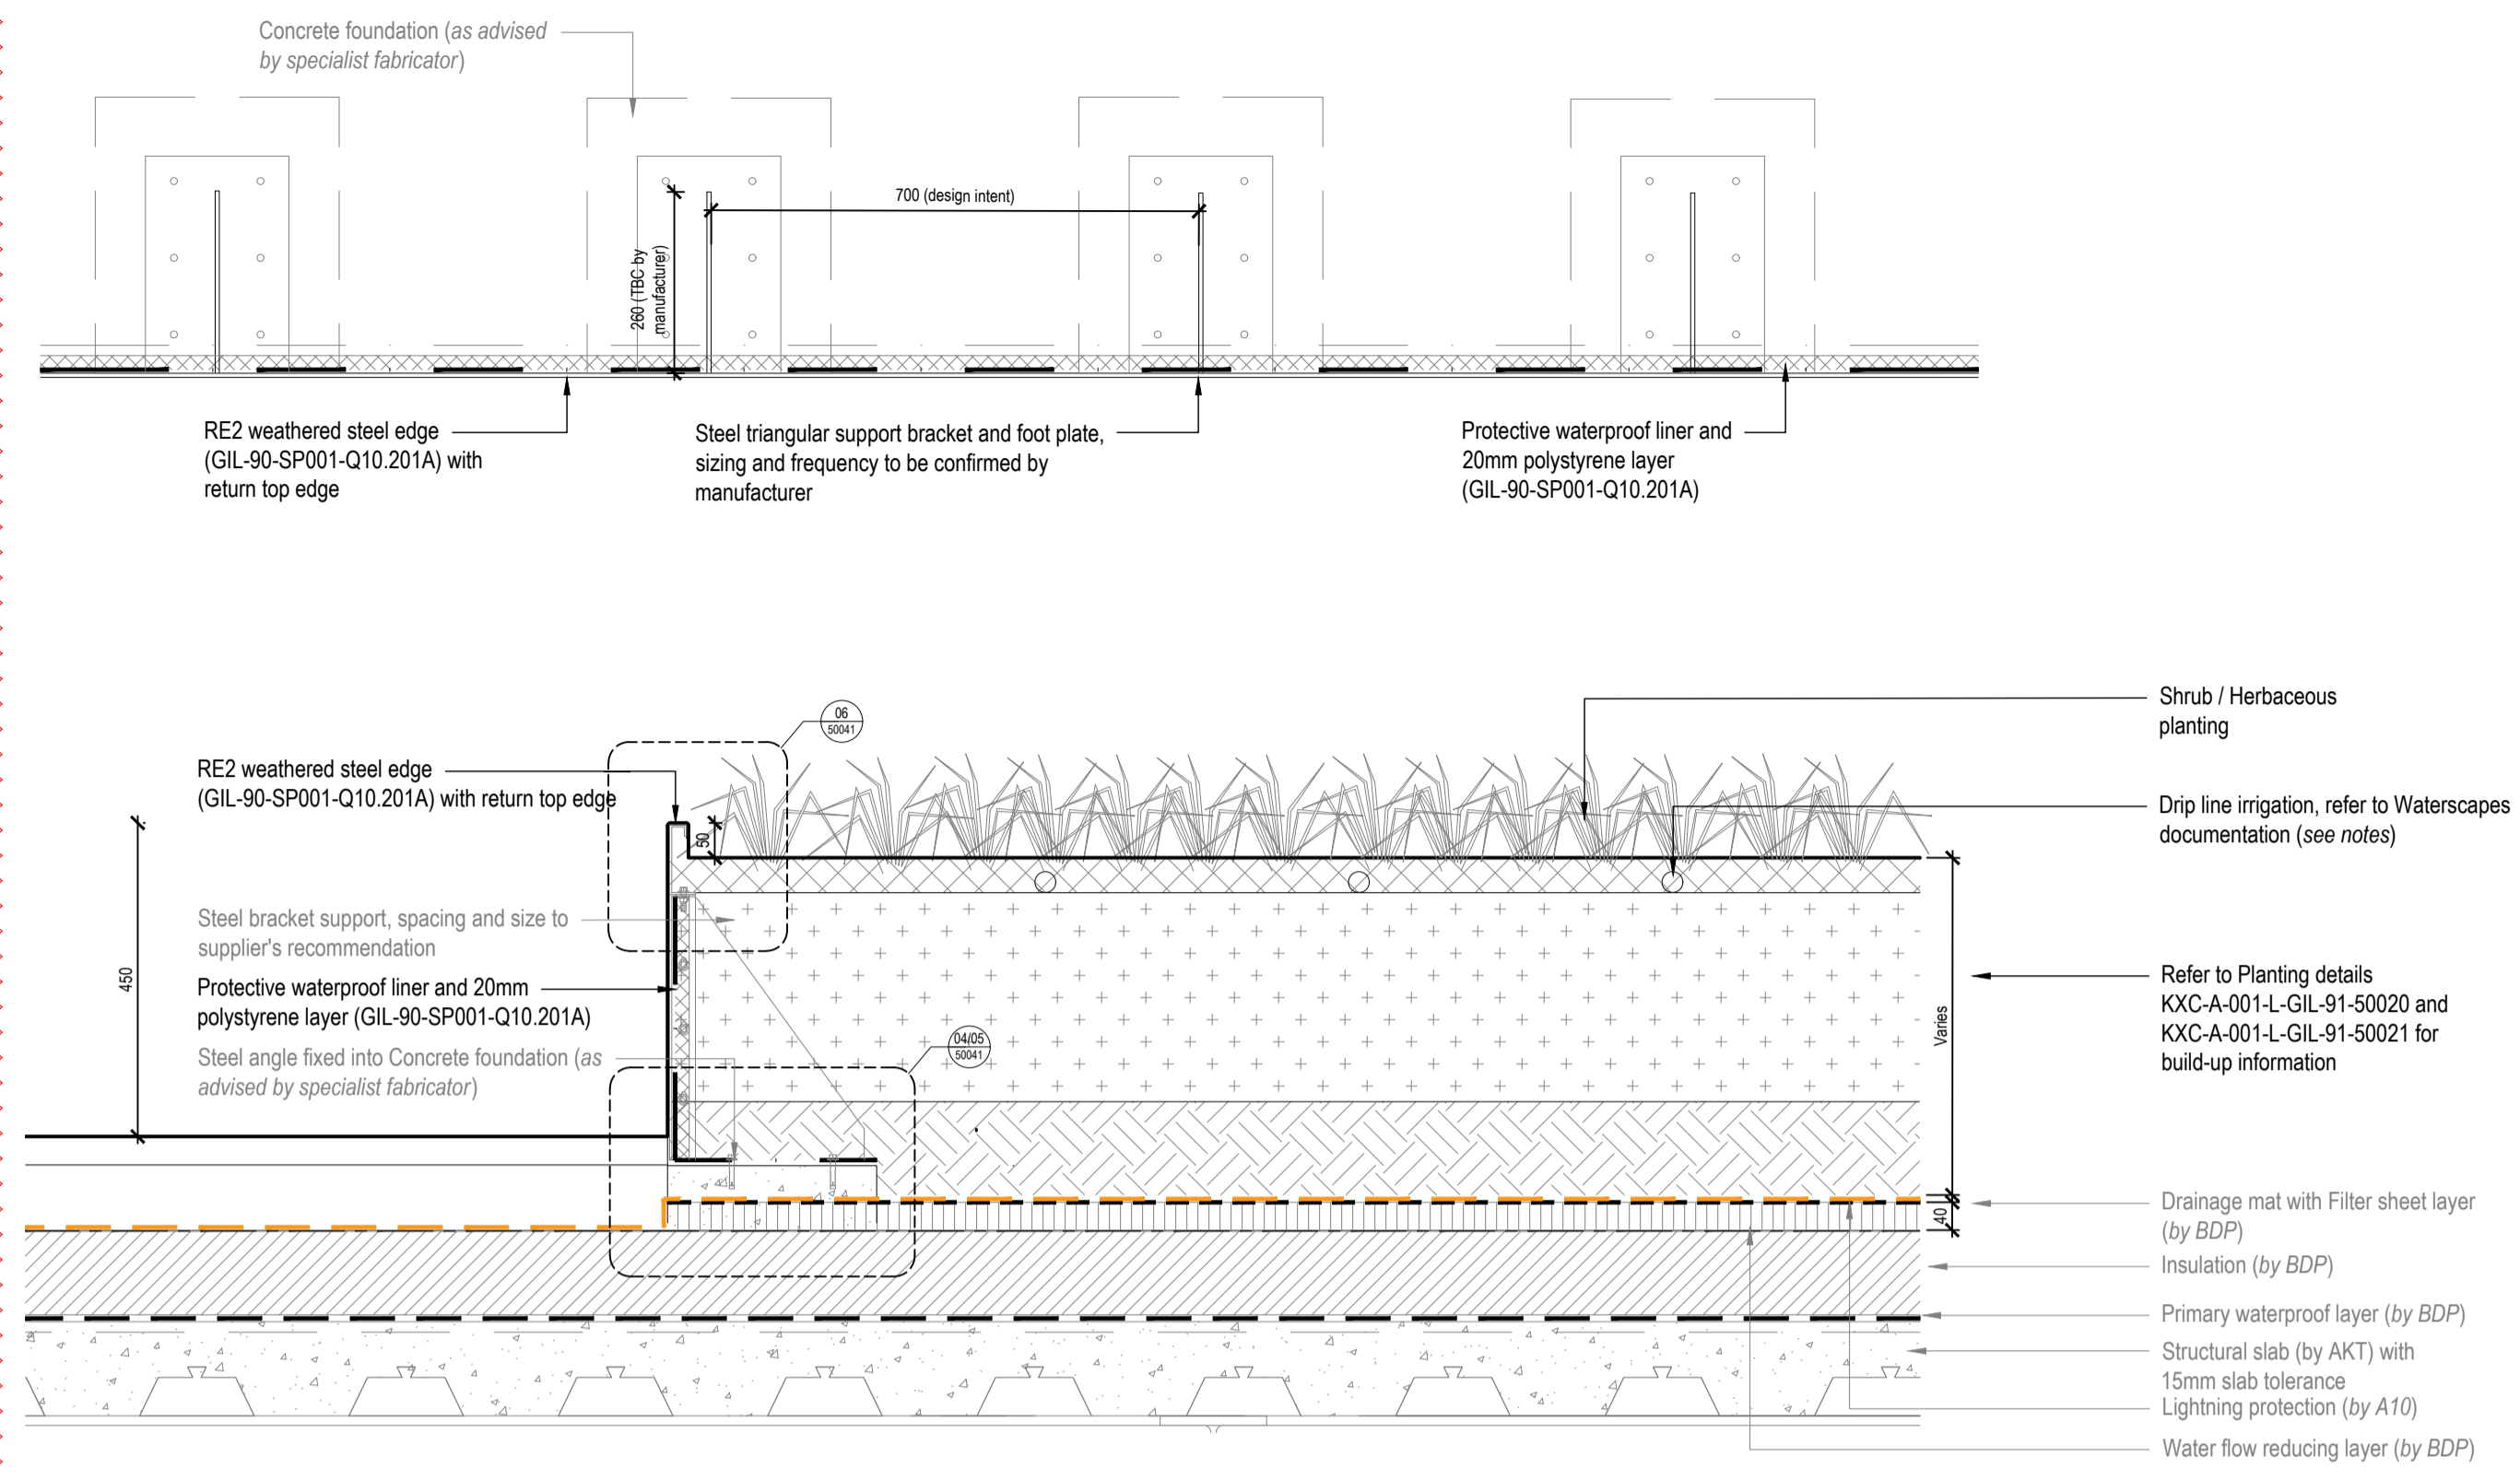 Concrete foundation (as advised
by specialist fabricator)
700 (design intent)
260 (TBC by
manufacturer)
RE2 weathered steel edge
(GIL-90-SP001-Q10.201A) with
return top edge
Steel triangular support bracket and foot plate,
sizing and frequency to be confirmed by
manufacturer
Protective waterproof liner and
20mm polystyrene layer
(GIL-90-SP001-Q10.201A)
06
50041
RE2 weathered steel edge
(GIL-90-SP001-Q10.201A) with return top edge
50
Steel bracket support, spacing and size to
supplier's recommendation
450
Protective waterproof liner and 20mm
polystyrene layer (GIL-90-SP001-Q10.201A)
Steel angle fixed into Concrete foundation (as
advised by specialist fabricator)
04/05
50041
Shrub / Herbaceous
planting
Drip line irrigation, refer to Waterscapes
documentation (see notes)
Varies
Refer to Planting details
KXC-A-001-L-GIL-91-50020 and
KXC-A-001-L-GIL-91-50021 for
build-up information
40
Drainage mat with Filter sheet layer
(by BDP)
Insulation (by BDP)
Primary waterproof layer (by BDP)
Structural slab (by AKT) with
15mm slab tolerance
Lightning protection (by A10)
Water flow reducing layer (by BDP)